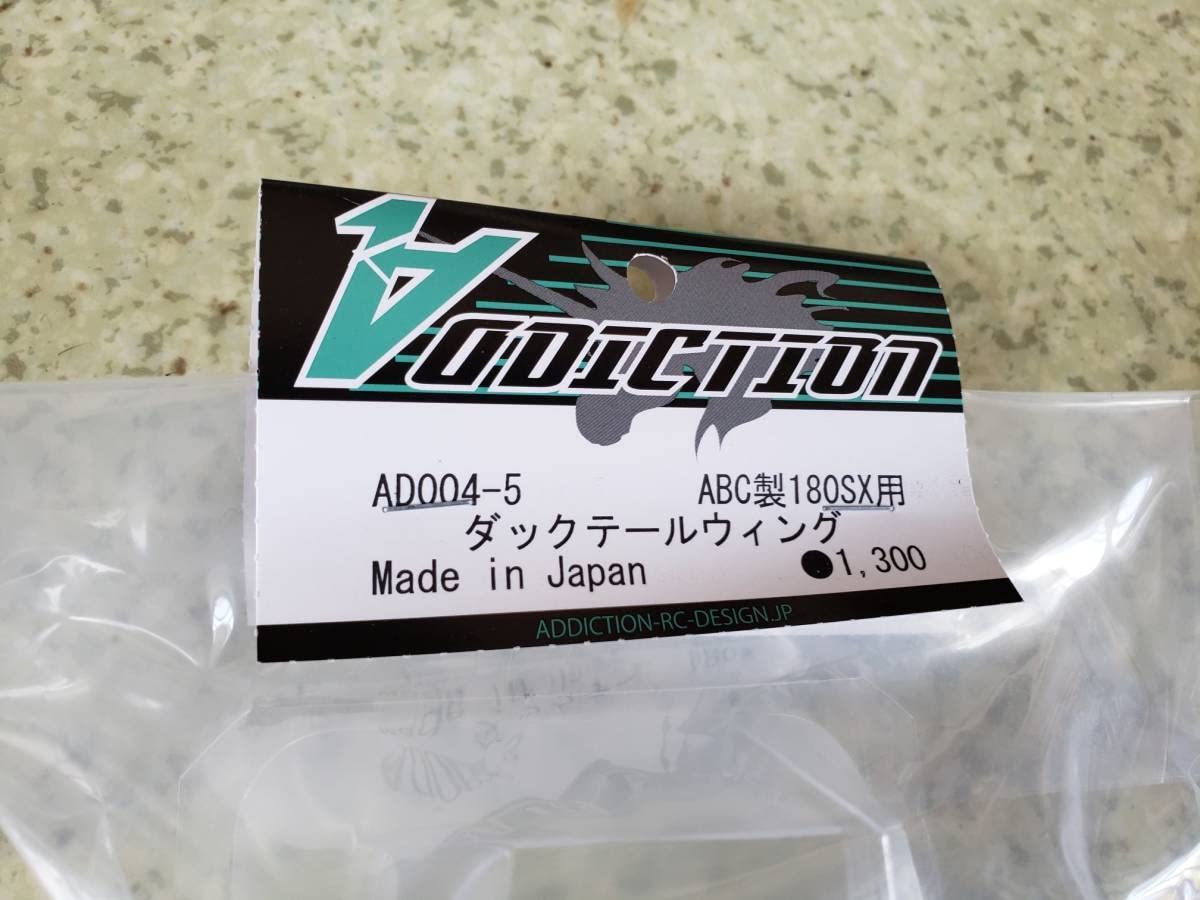 ADDICTION
AD004-5 ABC製180SX用
ダックテールウィング
Made in Japan ●1,300
ADDICTION-RC-DESIGN.JP